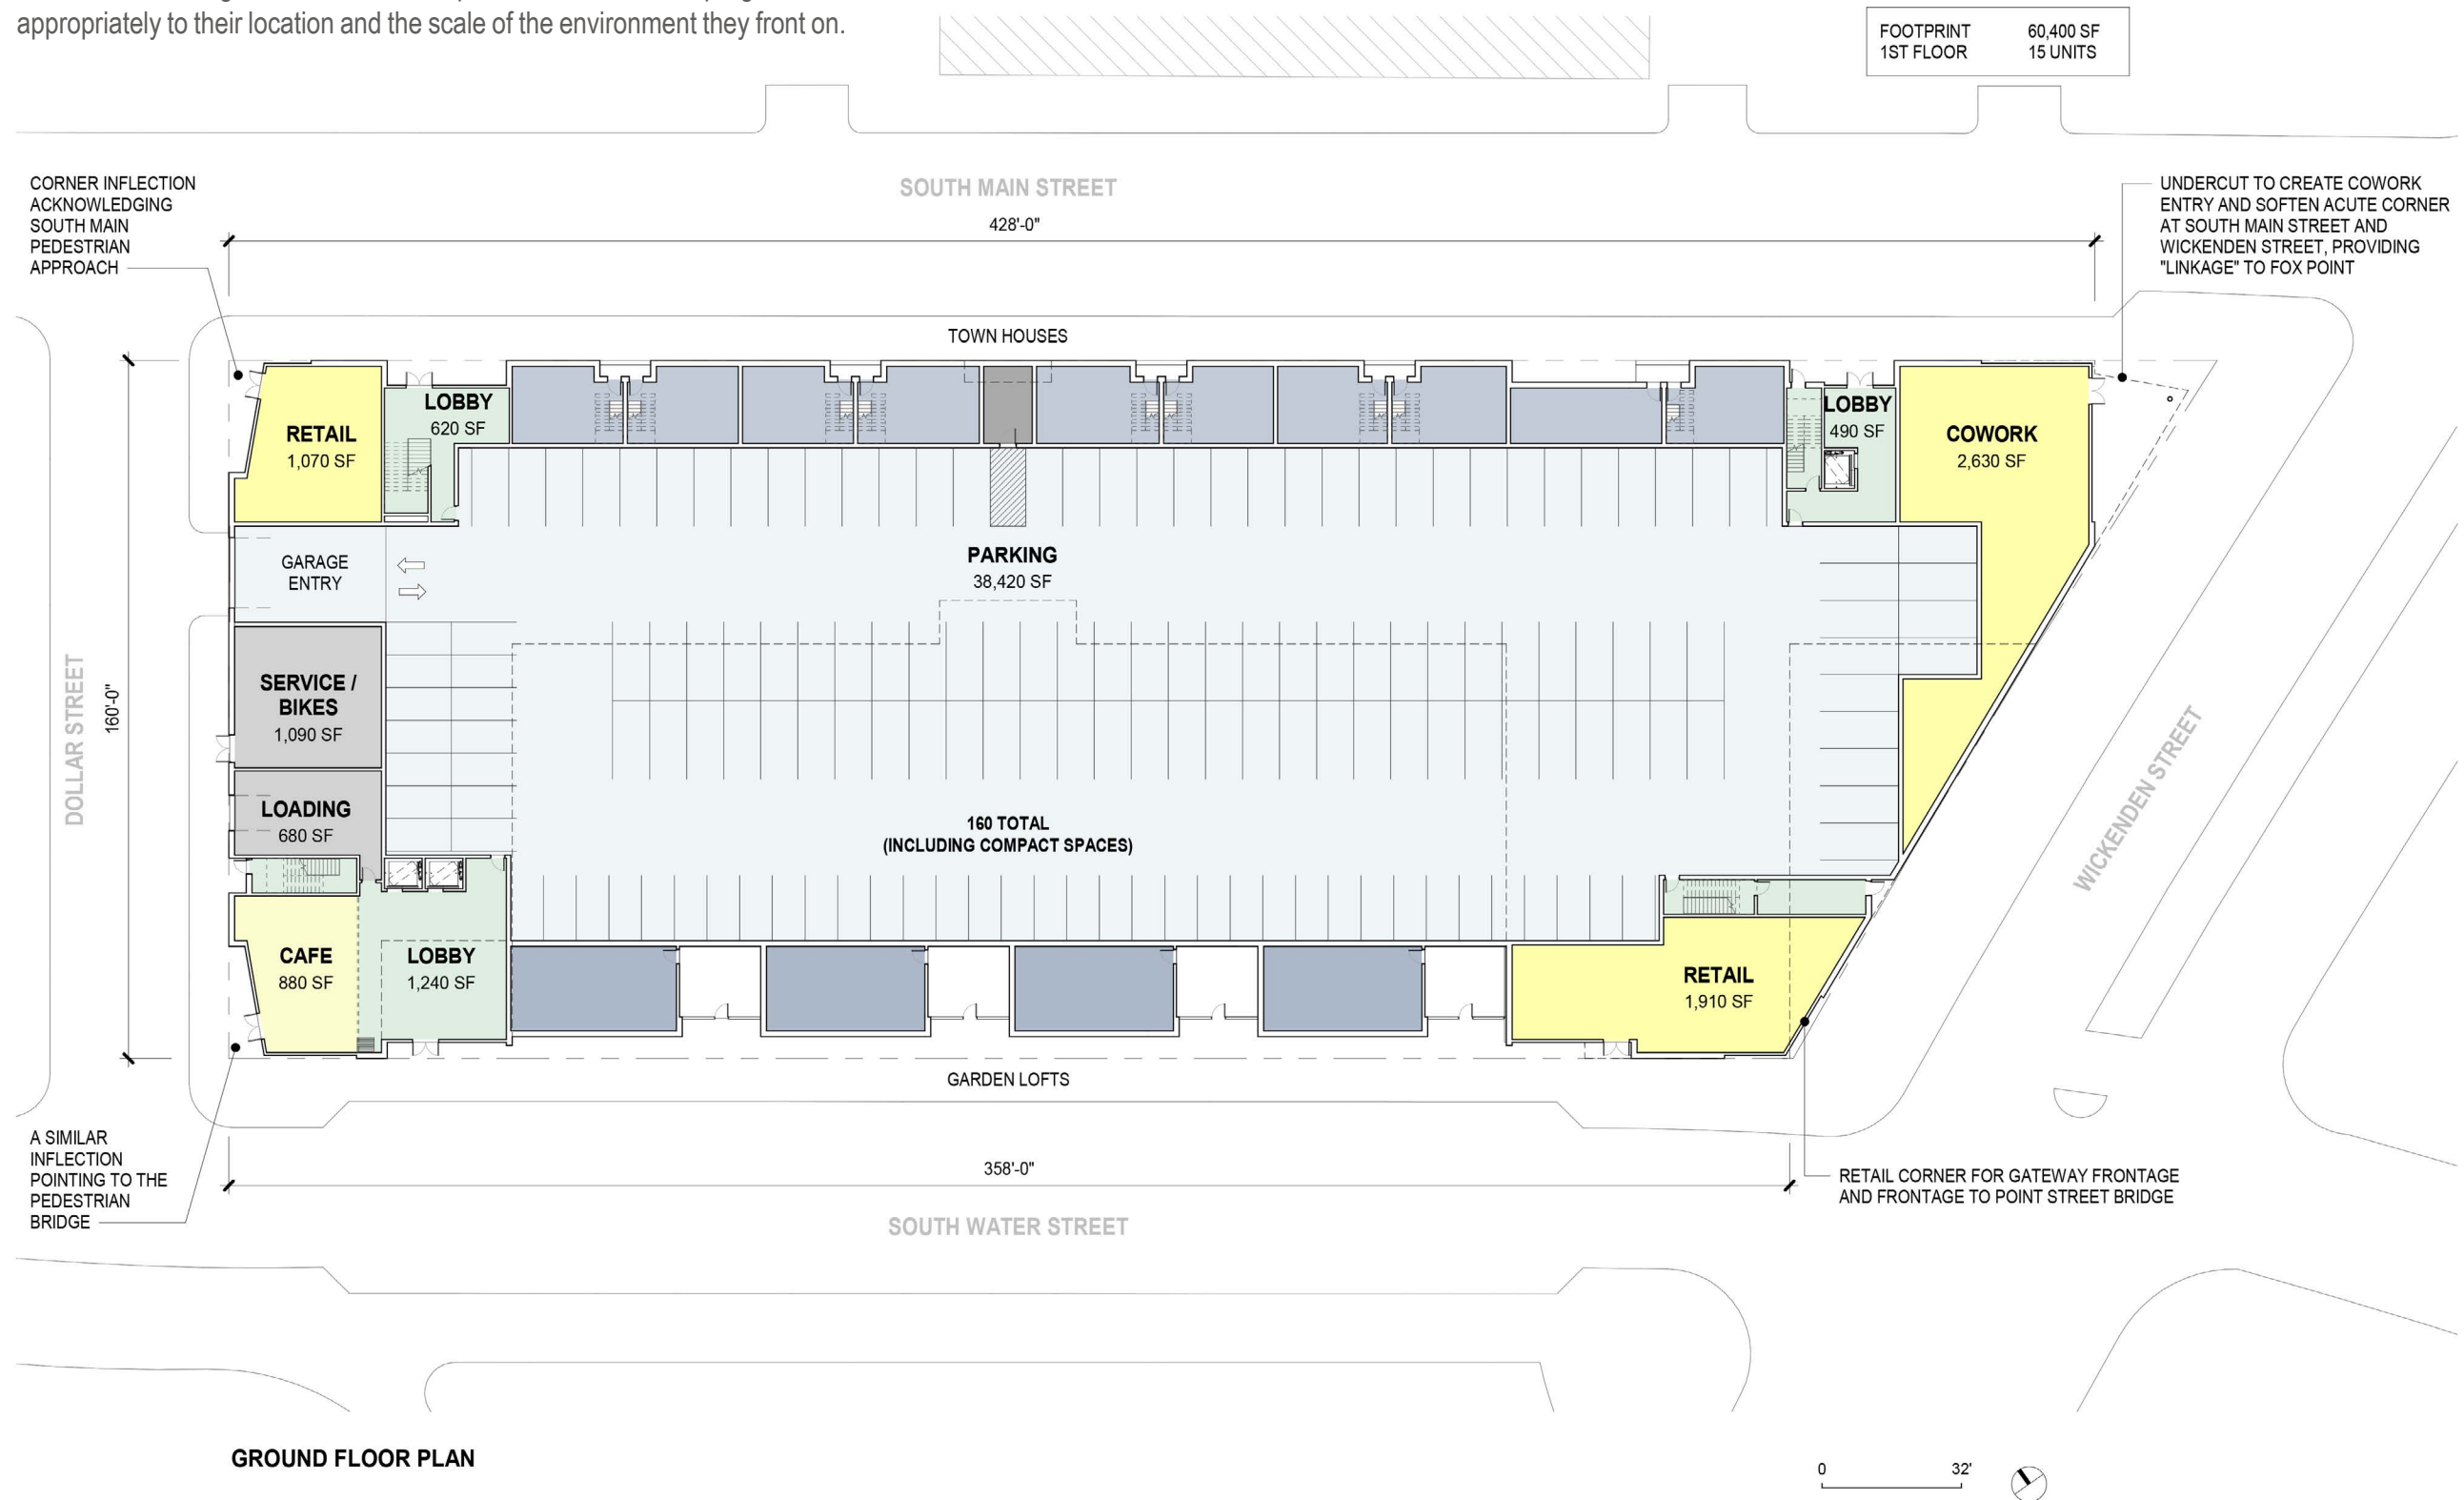 appropriately to their location and the scale of the environment they front on.
FOOTPRINT 60,400 SF
1ST FLOOR 15 UNITS
CORNER INFLECTION
ACKNOWLEDGING
SOUTH MAIN
PEDESTRIAN
APPROACH
SOUTH MAIN STREET
428'-0"
UNDERCUT TO CREATE COWORK
ENTRY AND SOFTEN ACUTE CORNER
AT SOUTH MAIN STREET AND
WICKENDEN STREET, PROVIDING
"LINKAGE" TO FOX POINT
TOWN HOUSES
RETAIL
1,070 SF
LOBBY
620 SF
LOBBY
490 SF
COWORK
2,630 SF
GARAGE
ENTRY
PARKING
38,420 SF
DOLLAR STREET
160'-0"
SERVICE /
BIKES
1,090 SF
LOADING
680 SF
160 TOTAL
(INCLUDING COMPACT SPACES)
WICKENDEN STREET
CAFE
880 SF
LOBBY
1,240 SF
RETAIL
1,910 SF
GARDEN LOFTS
A SIMILAR
INFLECTION
POINTING TO THE
PEDESTRIAN
BRIDGE
358'-0"
RETAIL CORNER FOR GATEWAY FRONTAGE
AND FRONTAGE TO POINT STREET BRIDGE
SOUTH WATER STREET
GROUND FLOOR PLAN
0 32'